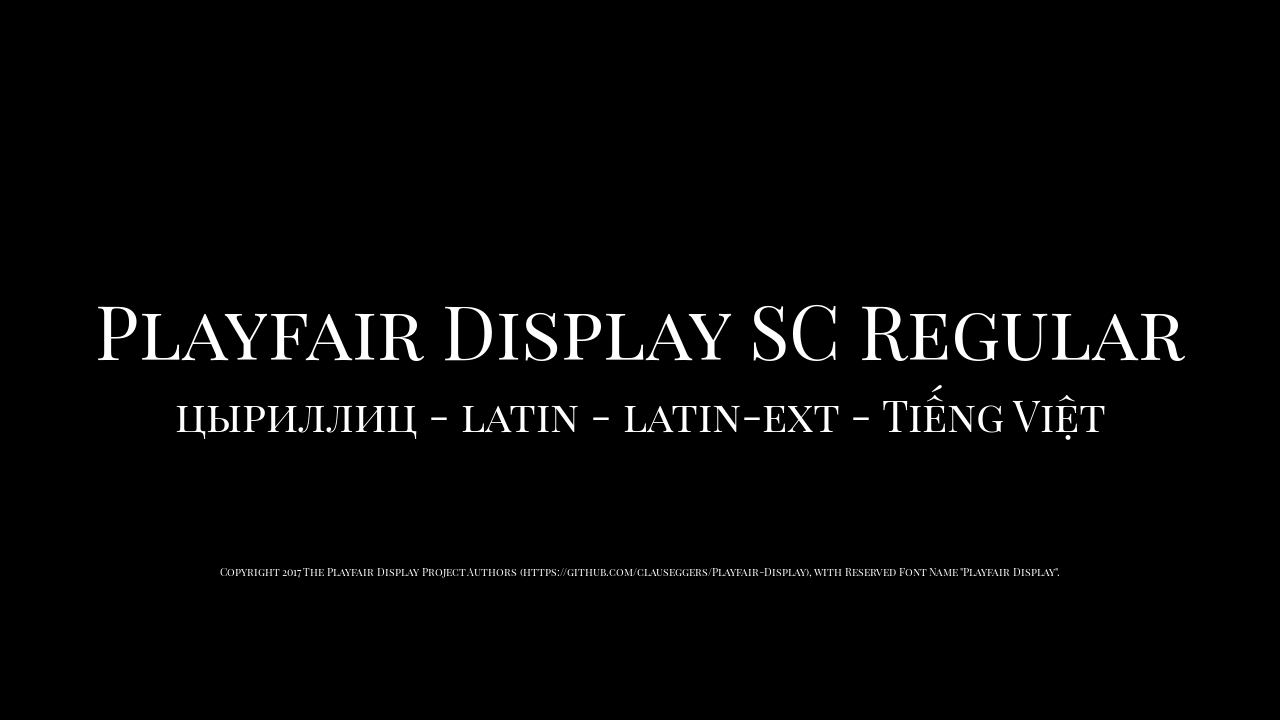 Playfair Display SC Regular
цыриллиц - latin - latin-ext - Tiếng Việt
Copyright 2017 The Playfair Display Project Authors (https://github.com/clauseggers/Playfair-Display), with Reserved Font Name "Playfair Display".